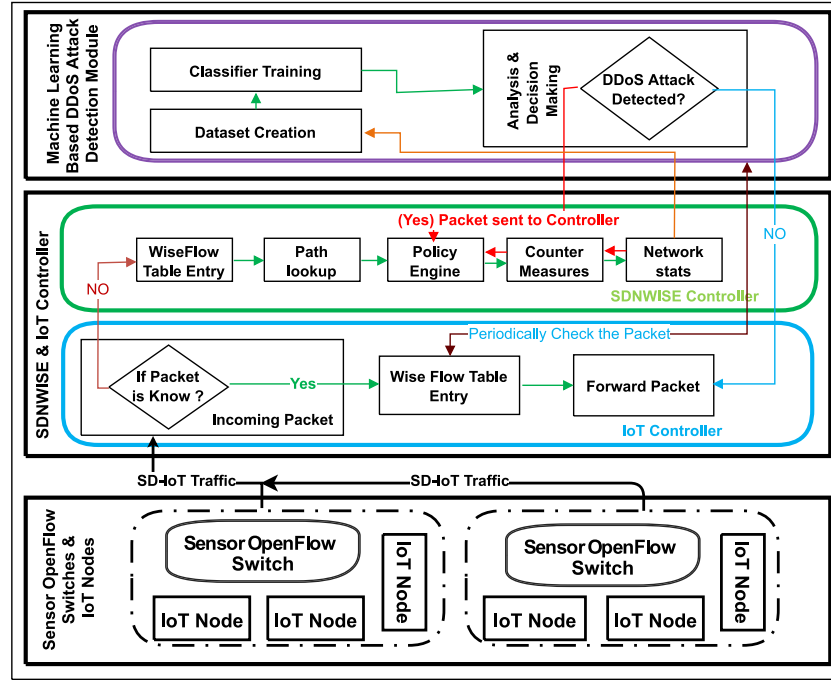 Machine Learning
Based DDoS Attack
Detection Module
Classifier Training
Dataset Creation
Analysis &
Decision
Making
DDoS Attack
Detected?
SDNWISE & IoT Controller
(Yes) Packet sent to Controller
NO
WiseFlow
Table Entry
Path
lookup
Policy
Engine
Counter
Measures
Network
stats
NO
SDNWISE Controller
Periodically Check the Packet
If Packet
is Know ?
Yes
Wise Flow Table
Entry
Forward Packet
Incoming Packet
IoT Controller
SD-IoT Traffic
SD-IoT Traffic
Sensor OpenFlow
Switches &
IoT Nodes
Sensor OpenFlow
Switch
IoT Node
IoT Node
IoT Node
Sensor OpenFlow
Switch
IoT Node
IoT Node
IoT Node